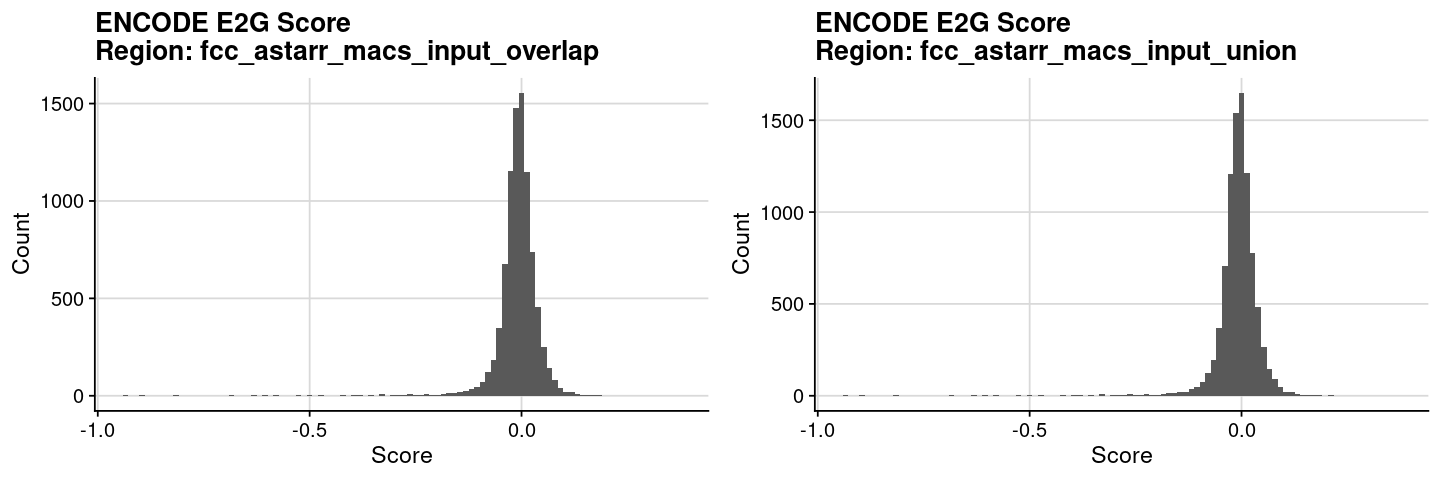 ENCODE E2G Score
Region: fcc_astarr_macs_input_overlap
Count
1500
1000
500
0
-1.0
-0.5
0.0
Score
ENCODE E2G Score
Region: fcc_astarr_macs_input_union
Count
1500
1000
500
0
-1.0
-0.5
0.0
Score